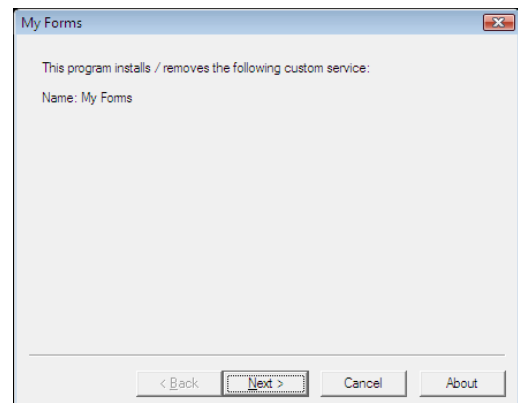 My Forms
This program installs / removes the following custom service:
Name: My Forms
< Back
Next >
Cancel
About